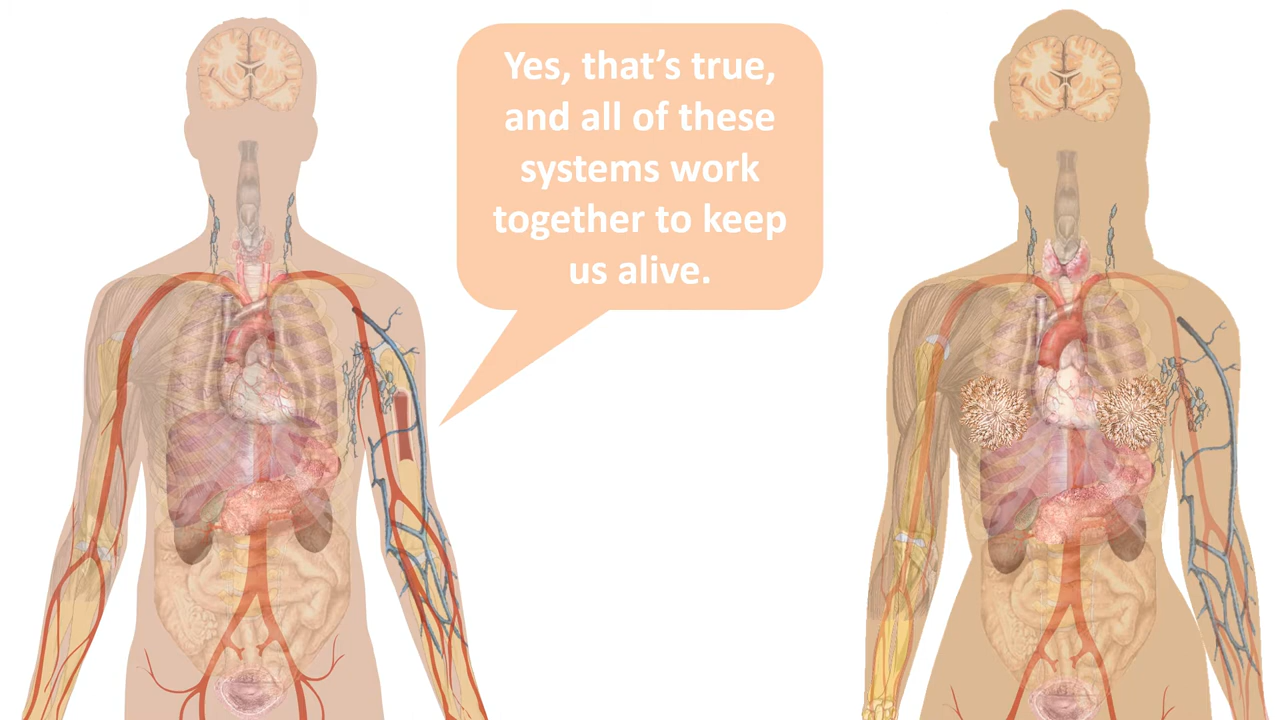 Yes, that’s true,
and all of these
systems work
together to keep
us alive.